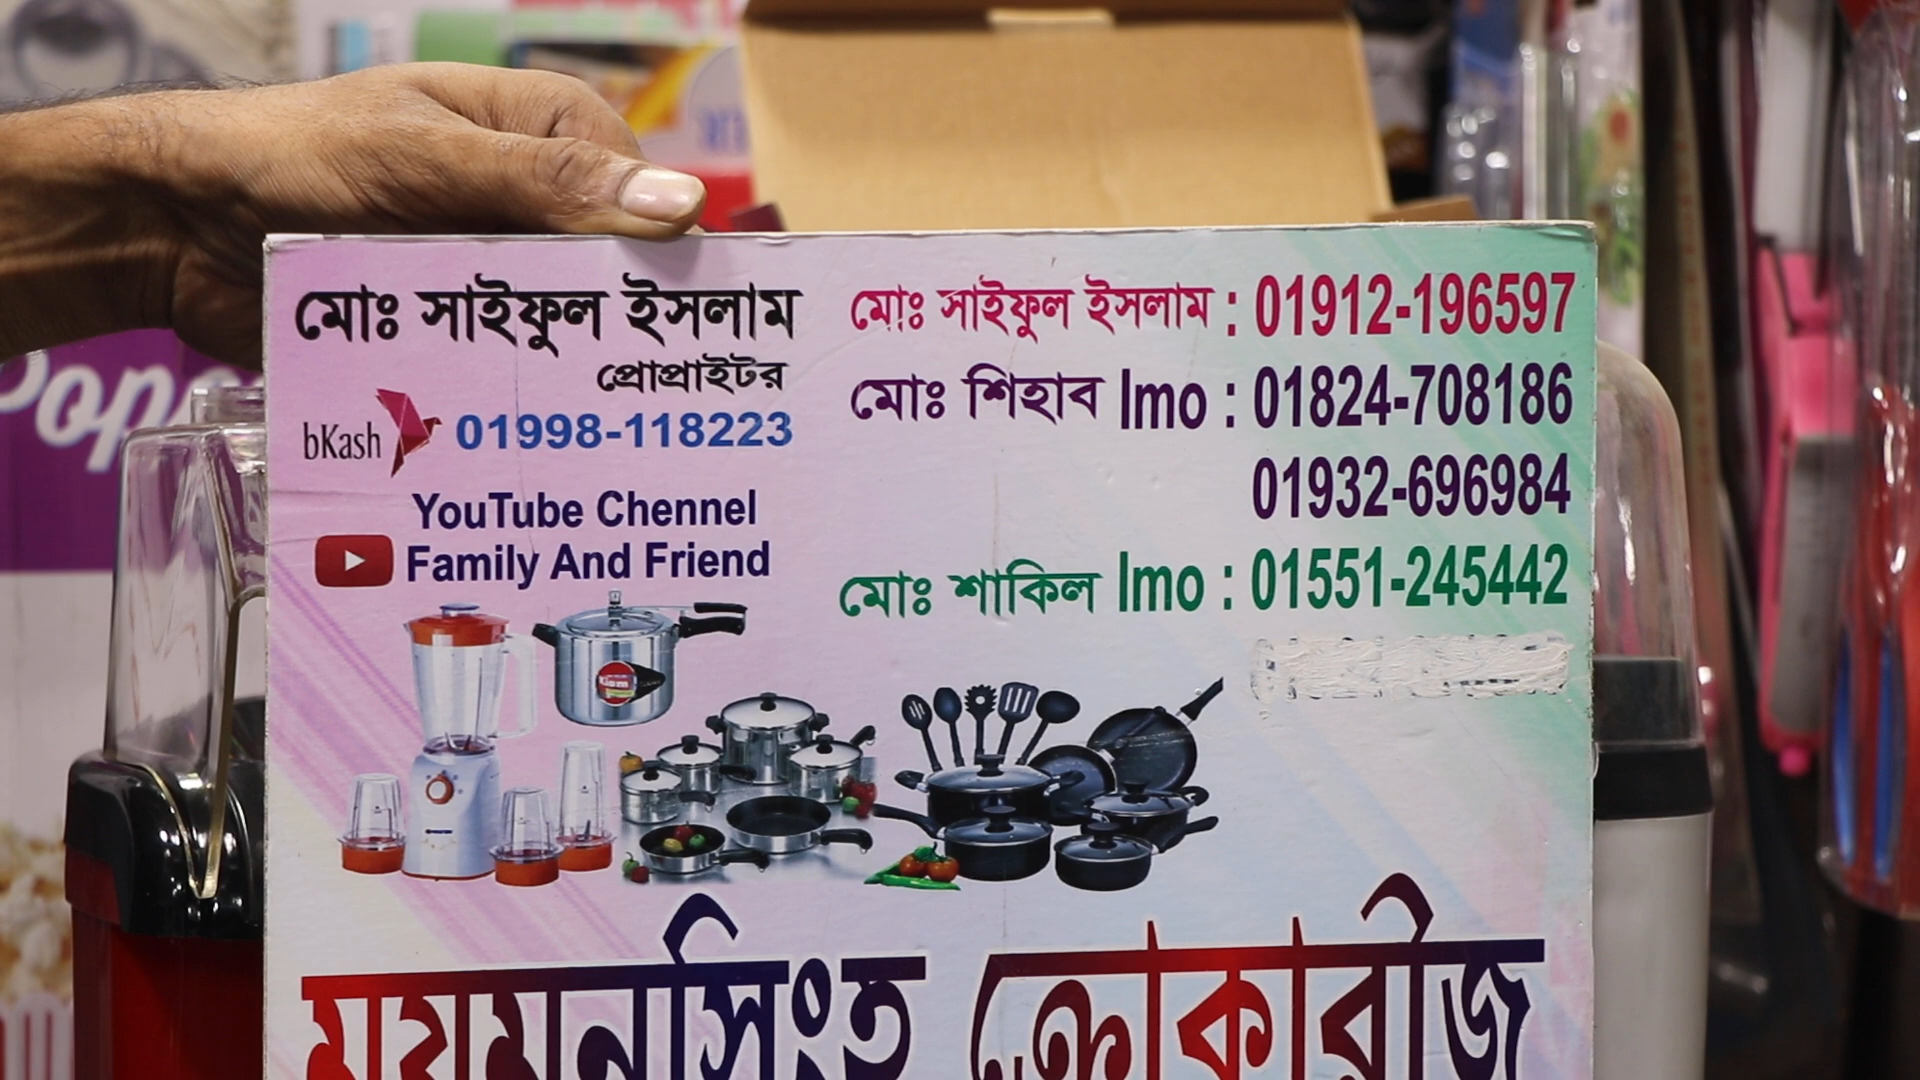 মোঃ সাইফুল ইসলাম
প্রোপ্রাইটর
bKash 01998-118223
YouTube Chennel
Family And Friend
মোঃ সাইফুল ইসলাম : 01912-196597
মোঃ শিহাব Imo : 01824-708186
01932-696984
মোঃ শাকিল Imo : 01551-245442
ময়মনসিংহ ক্রোকারীজ
Pop